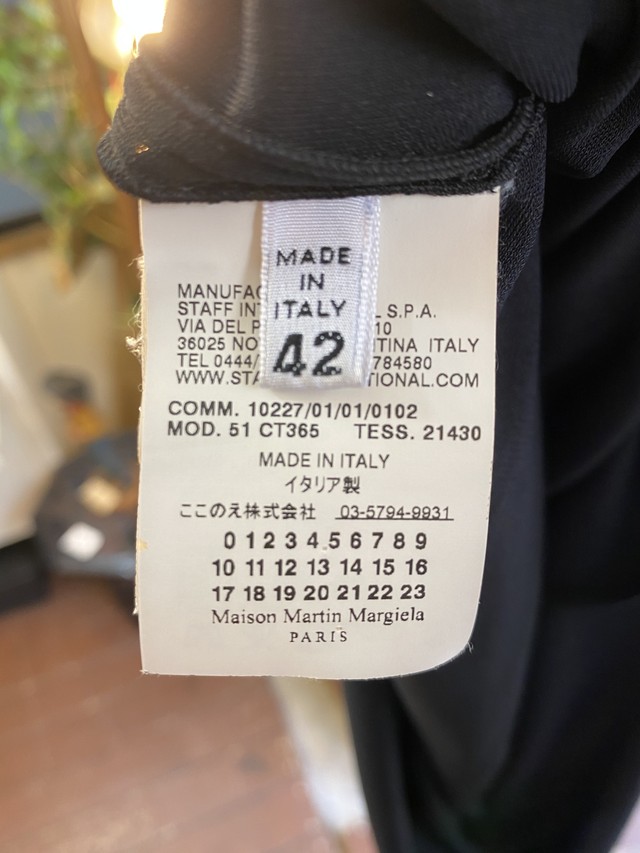 MADE
IN
ITALY
42
MANUFAC
STAFF INT L S.P.A.
VIA DEL P 10
36025 NO NTINA ITALY
TEL 0444/ 784580
WWW.STA TIONAL.COM
COMM. 10227/01/01/0102
MOD. 51 CT365 TESS. 21430
MADE IN ITALY
イタリア製
ここのえ株式会社 03-5794-9931
0 1 2 3 4 5 6 7 8 9
10 11 12 13 14 15 16
17 18 19 20 21 22 23
Maison Martin Margiela
PARIS